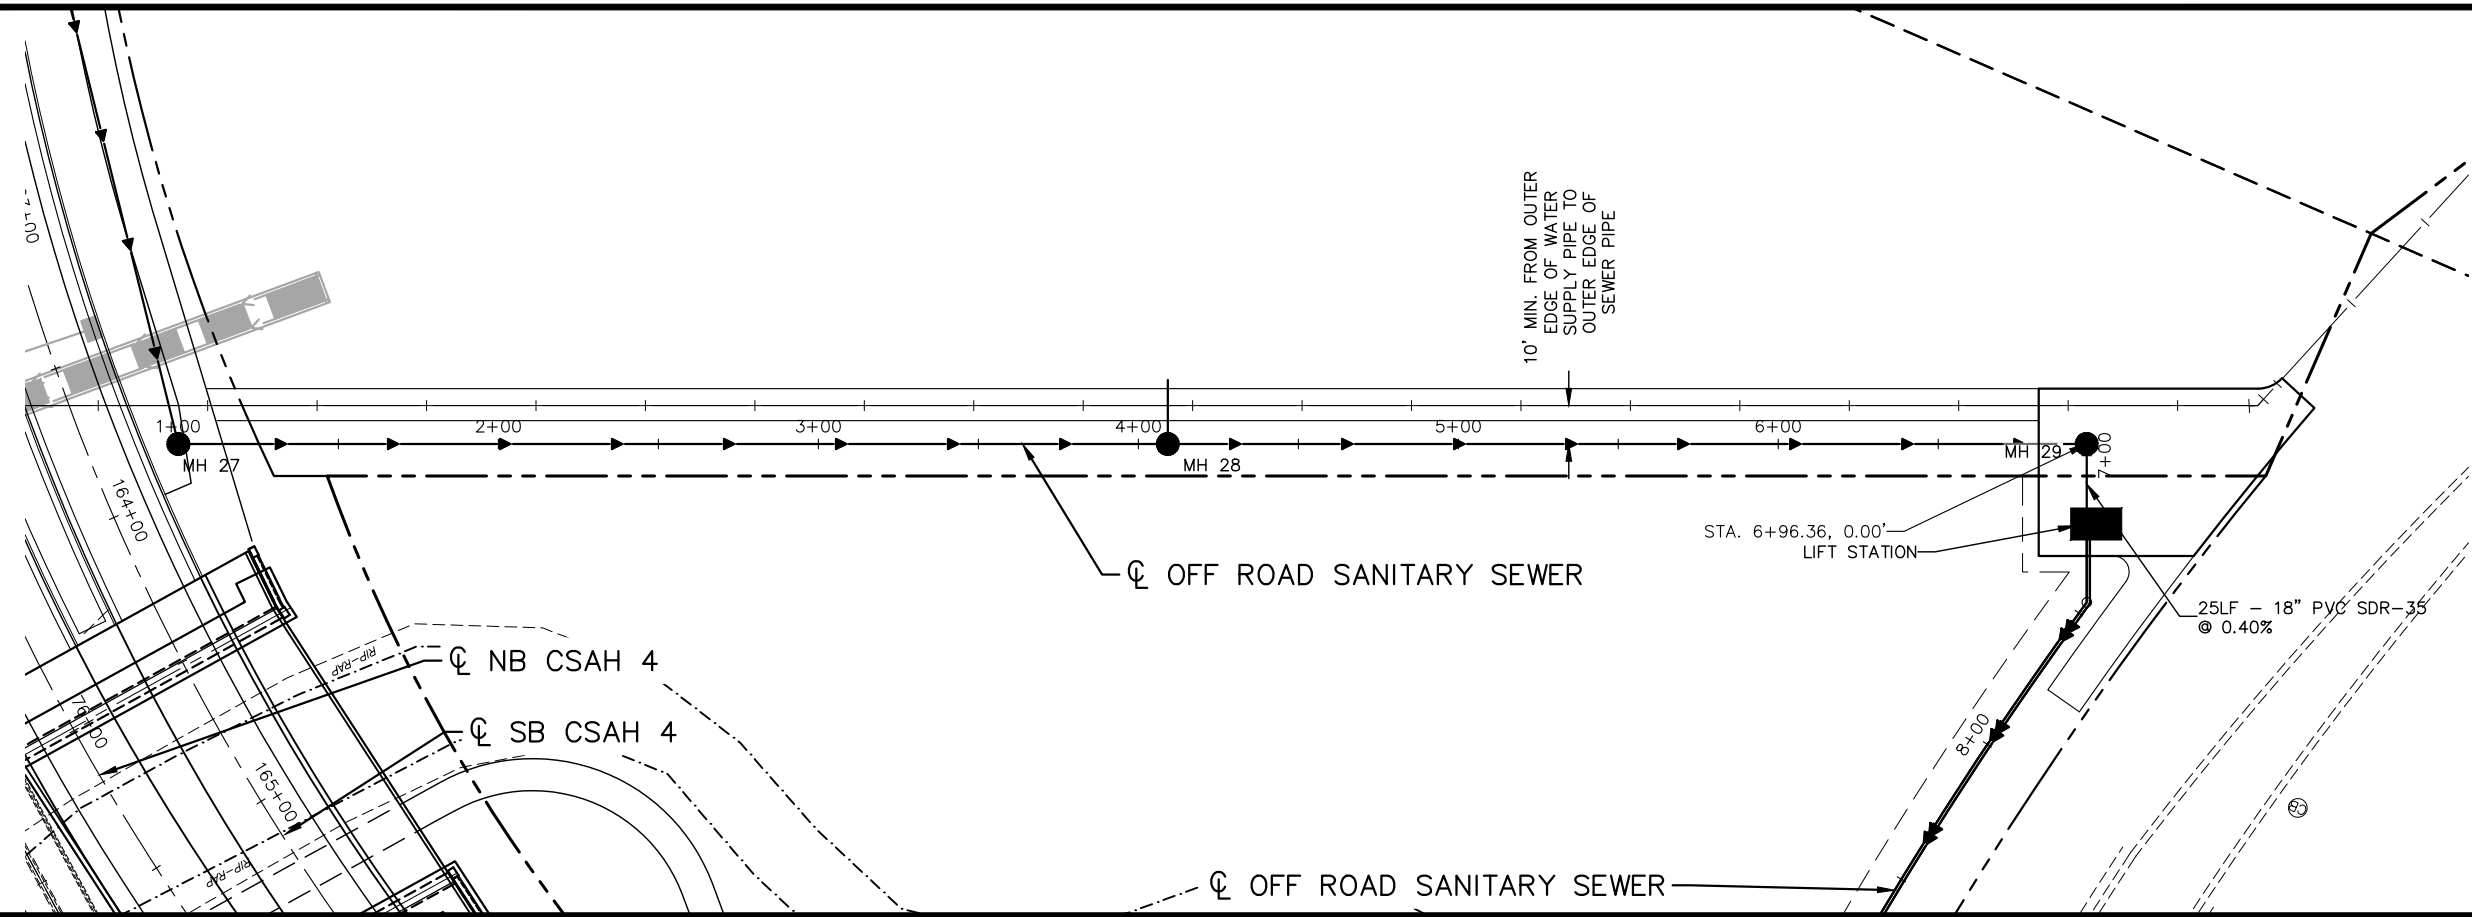 10' MIN. FROM OUTER
EDGE OF WATER
SUPPLY PIPE TO
OUTER EDGE OF
SEWER PIPE
1+00
2+00
3+00
4+00
5+00
6+00
7+00
MH 27
MH 28
MH 29
164+00
STA. 6+96.36, 0.00'
LIFT STATION
℄ OFF ROAD SANITARY SEWER
25LF – 18" PVC SDR-35
@ 0.40%
RIP-RAP
℄ NB CSAH 4
℄ SB CSAH 4
8+00
165+00
CB
RIP-RAP
℄ OFF ROAD SANITARY SEWER